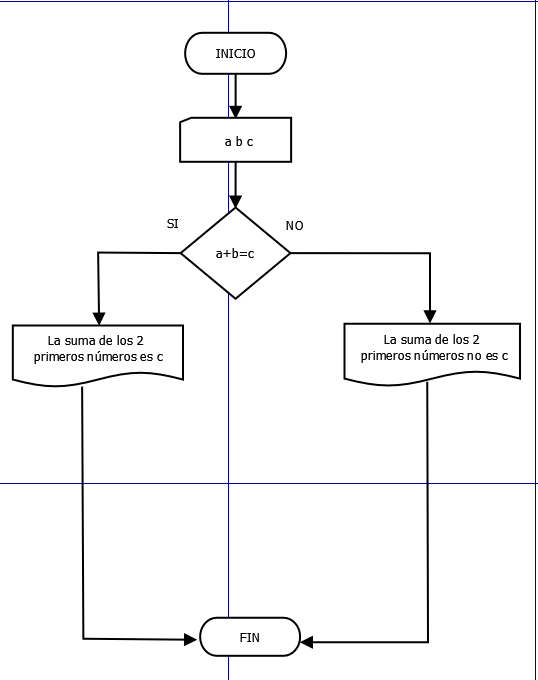 INICIO
a b c
SI
NO
a+b=c
La suma de los 2
primeros números es c
La suma de los 2
primeros números no es c
FIN